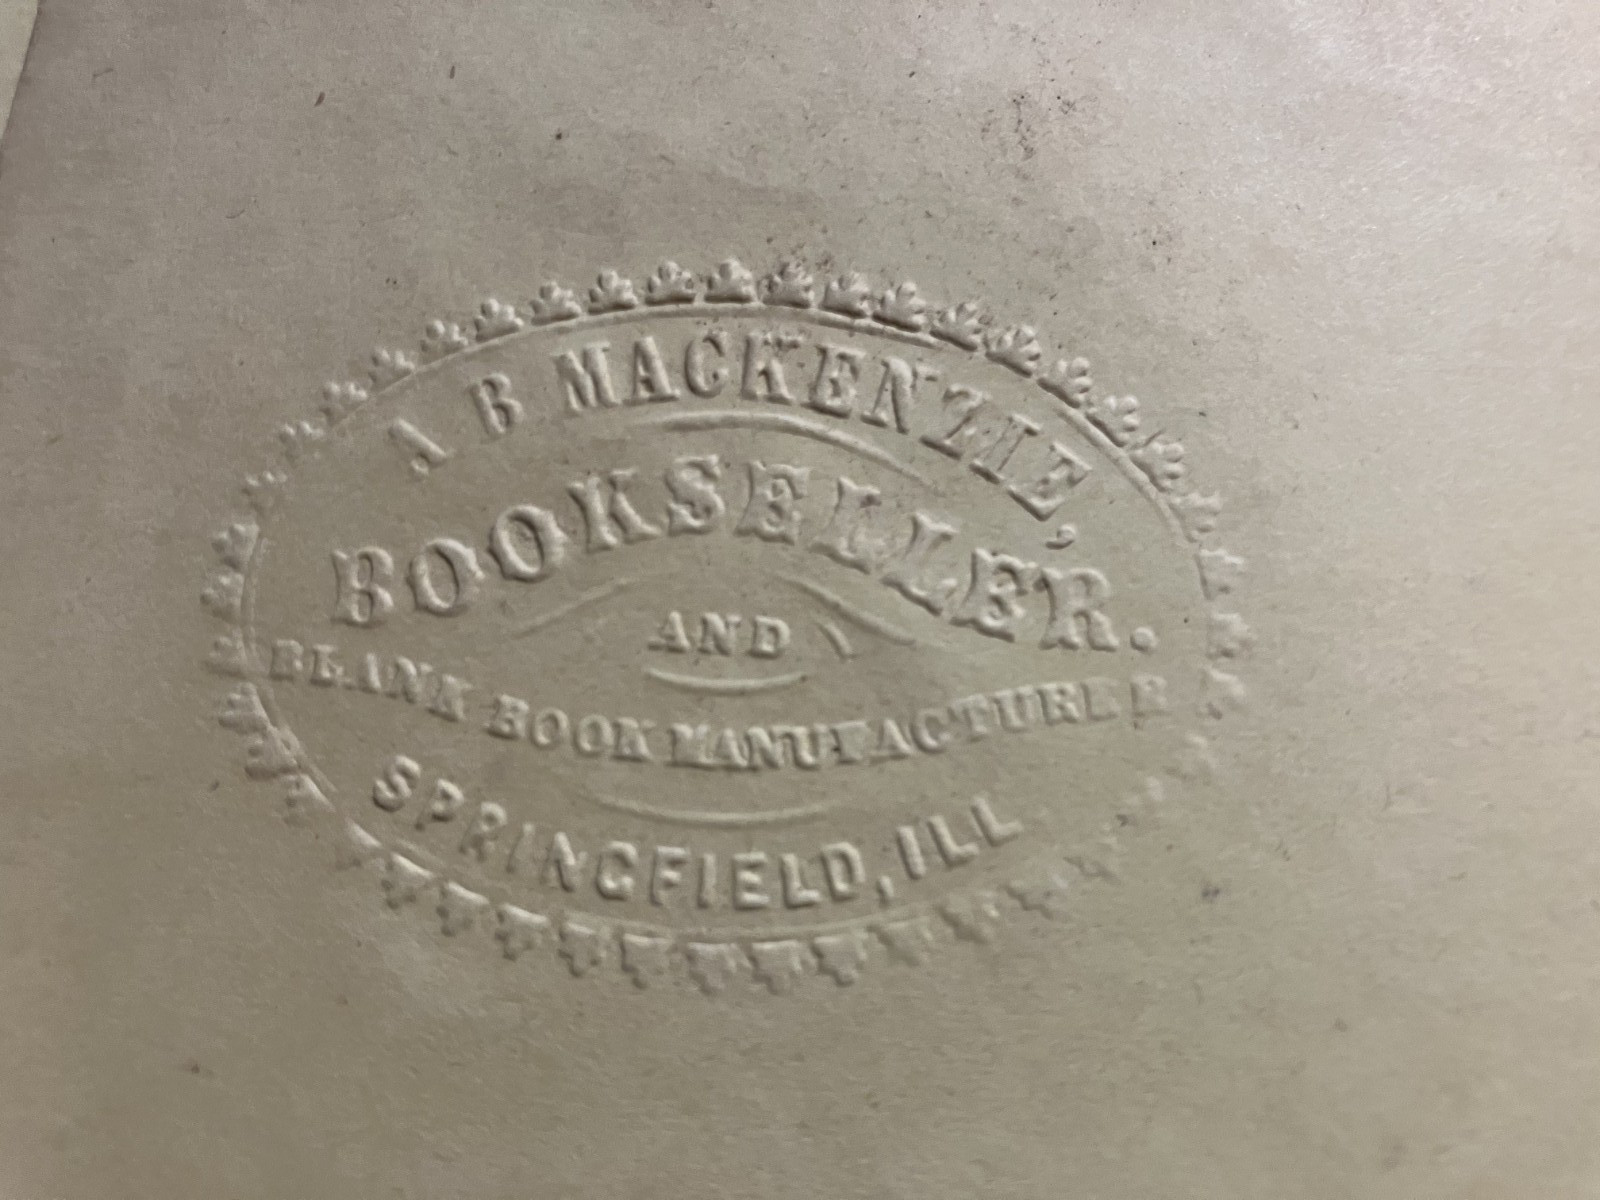 A B MACKENZIE,
BOOKSELLER.
AND
BLANK BOOK MANUFACTURER
SPRINGFIELD, ILL